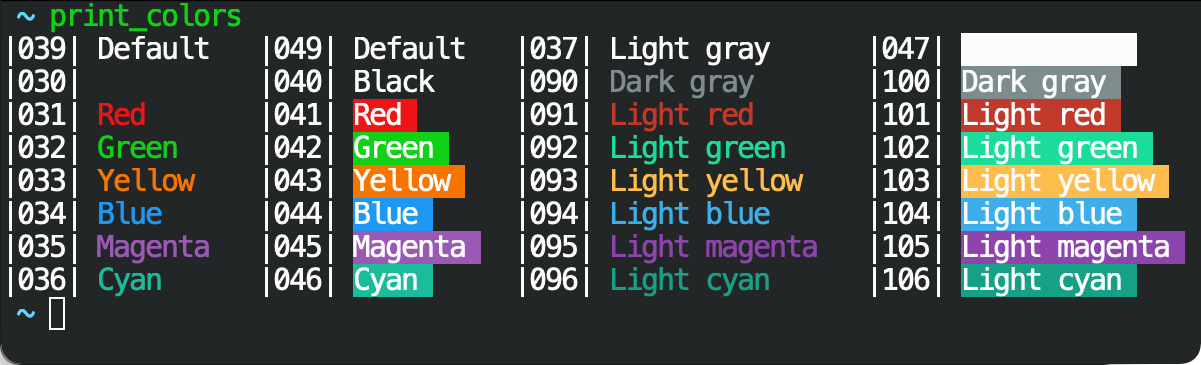 ~ print_colors
|039| Default |049| Default |037| Light gray |047|
|030| |040| Black |090| Dark gray |100| Dark gray
|031| Red |041| Red |091| Light red |101| Light red
|032| Green |042| Green |092| Light green |102| Light green
|033| Yellow |043| Yellow |093| Light yellow |103| Light yellow
|034| Blue |044| Blue |094| Light blue |104| Light blue
|035| Magenta |045| Magenta |095| Light magenta |105| Light magenta
|036| Cyan |046| Cyan |096| Light cyan |106| Light cyan
~